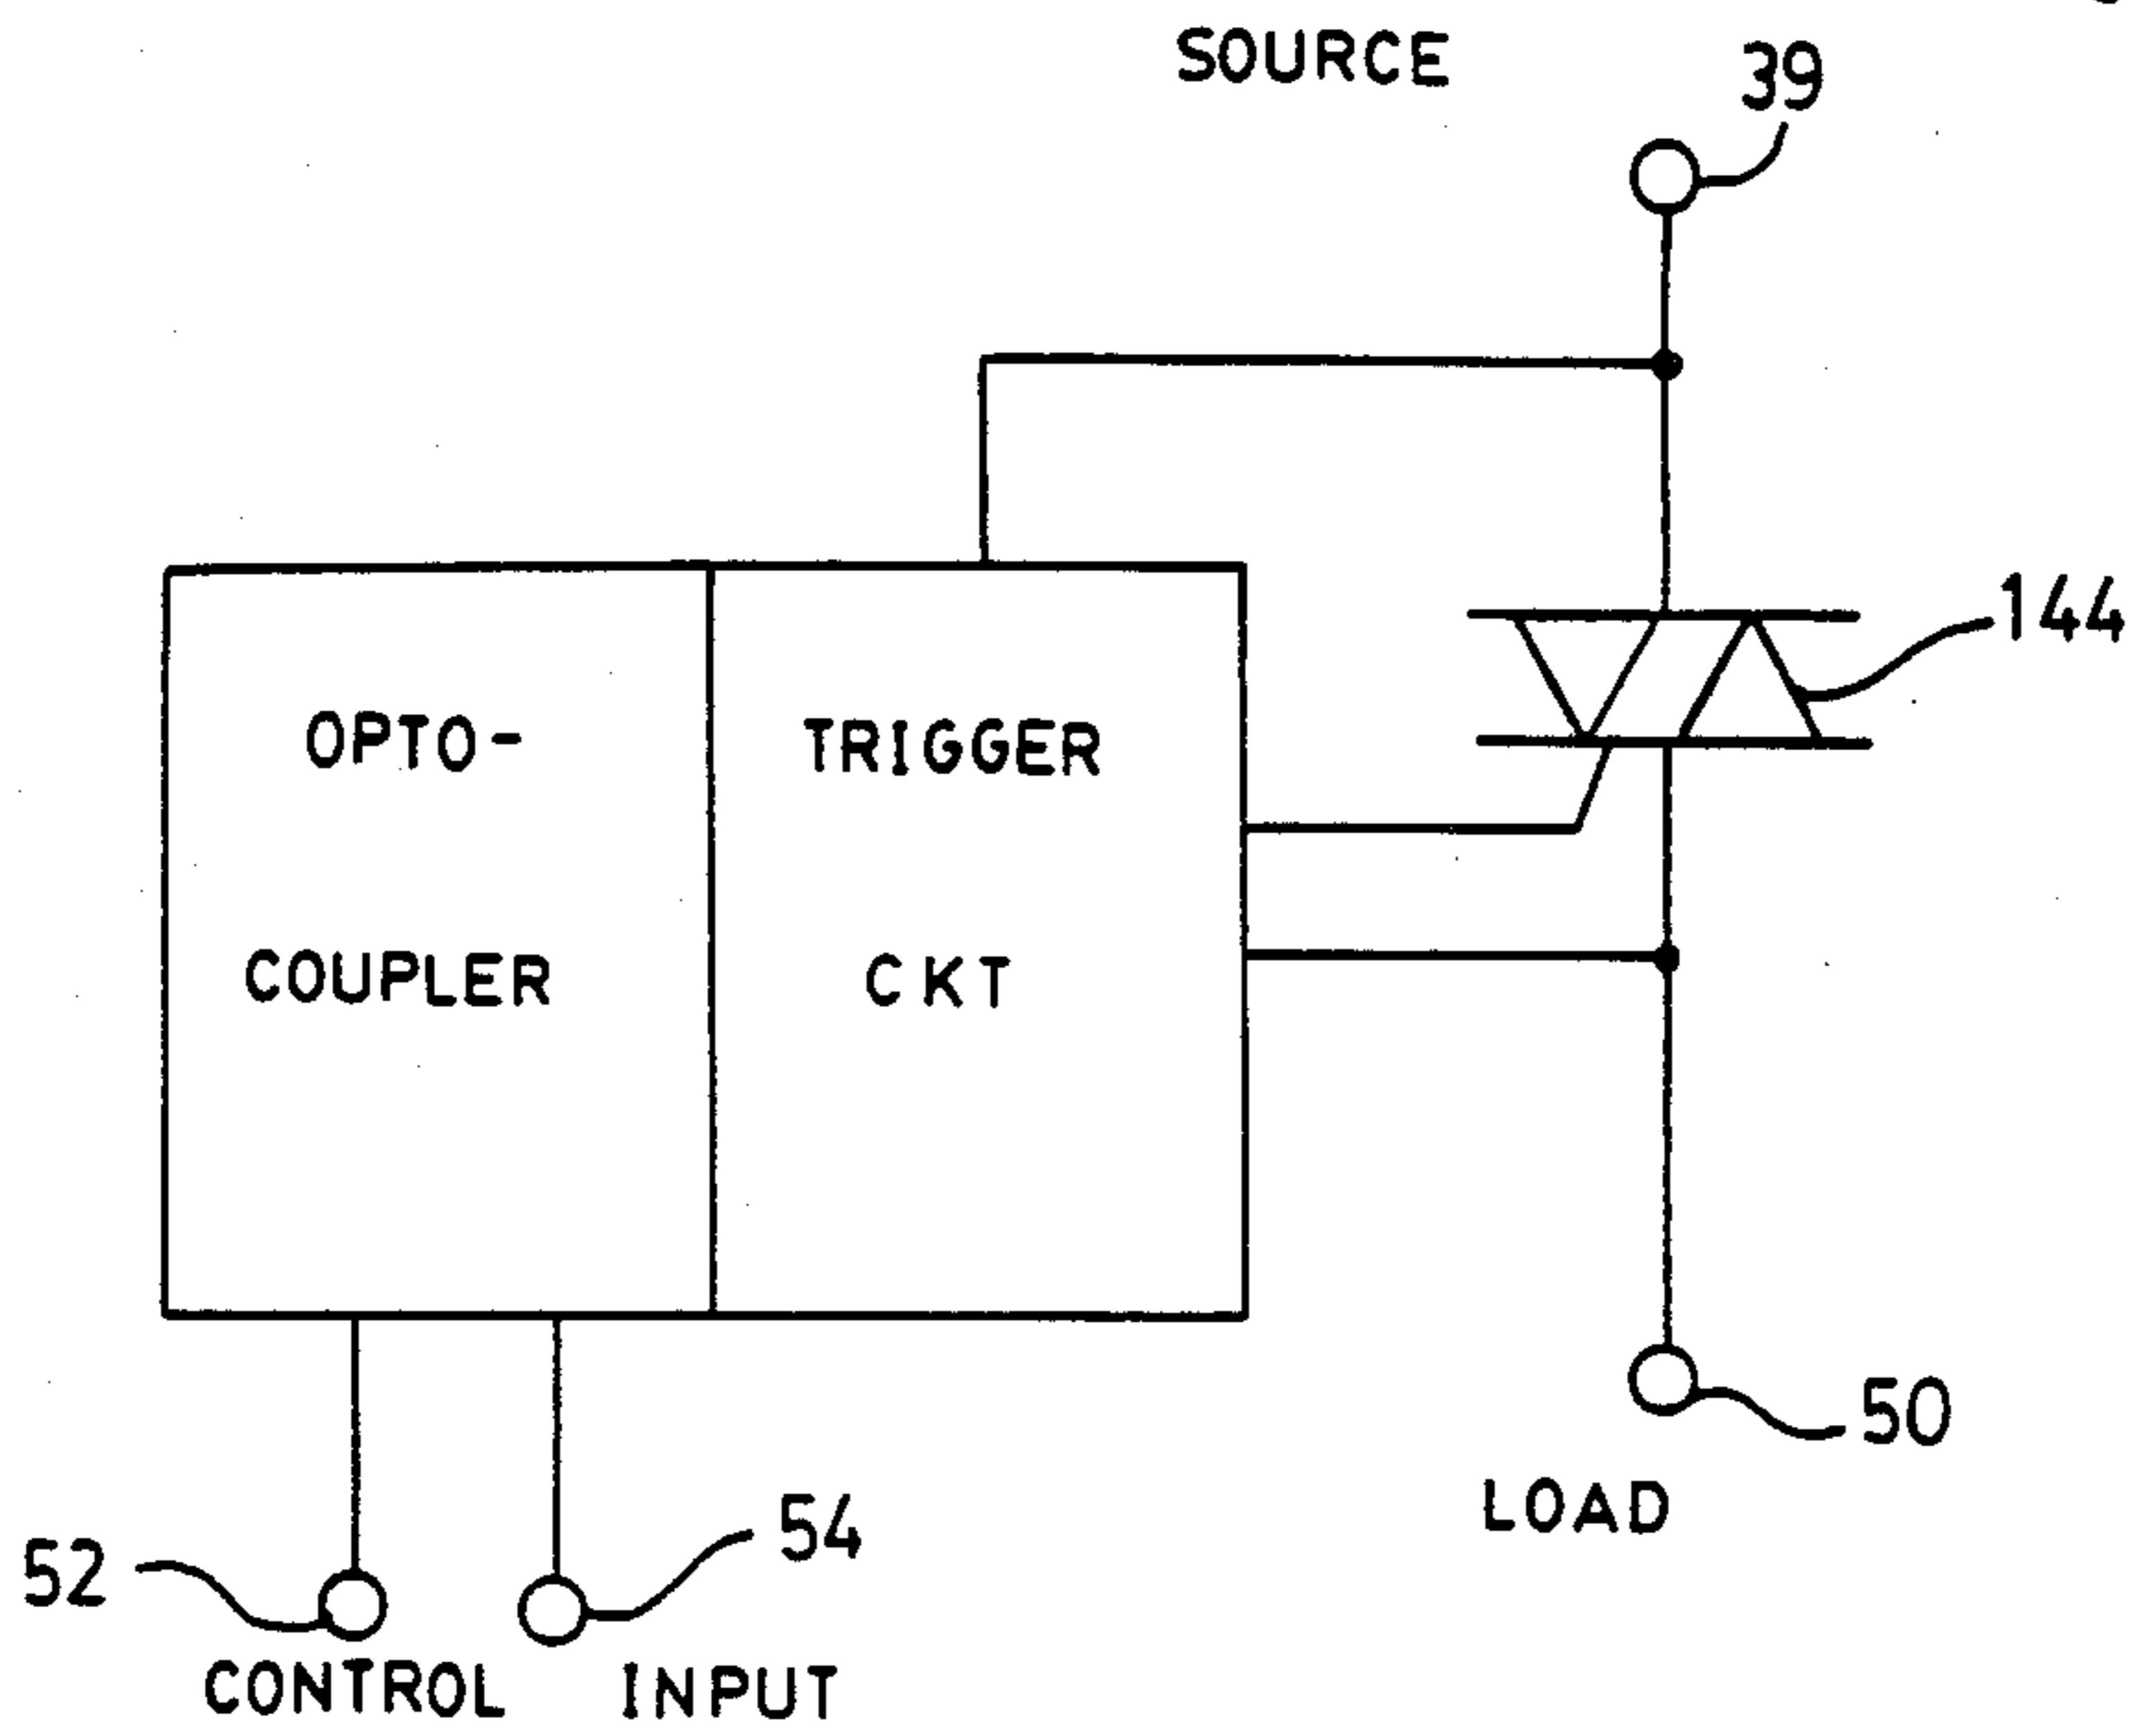 SOURCE
39
144
OPTO-
TRIGGER
COUPLER
CKT
50
LOAD
54
52
CONTROL INPUT